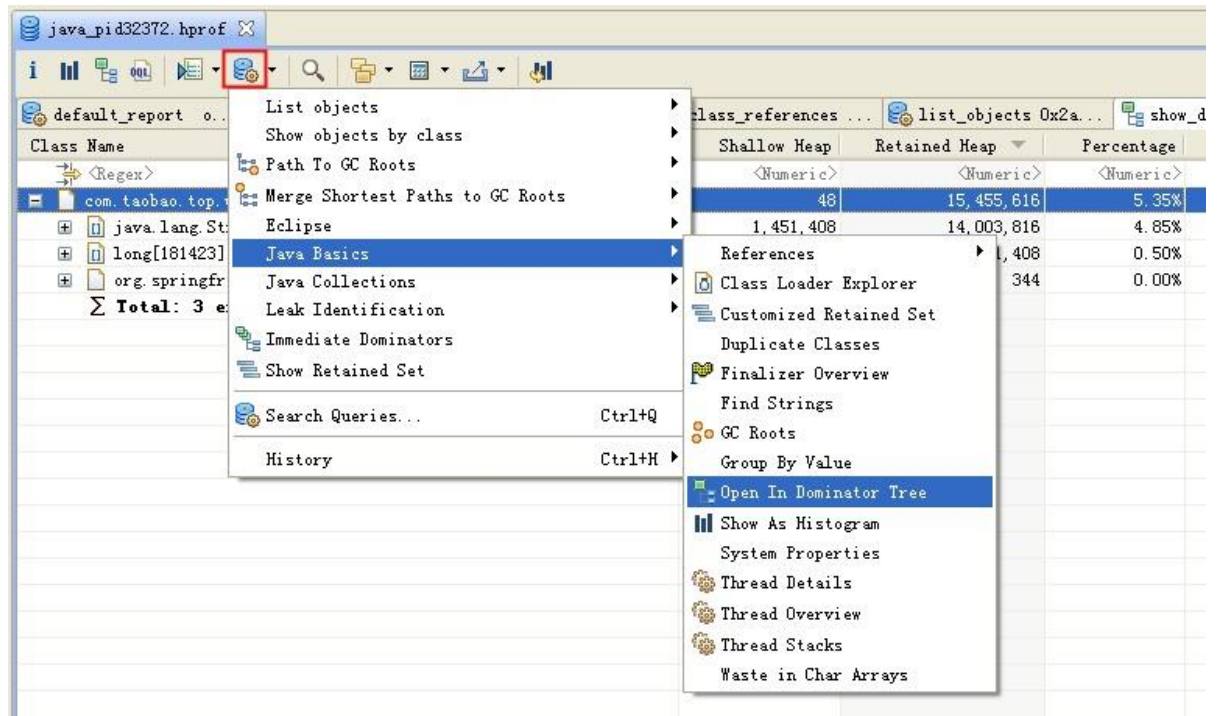 java_pid32372.hprof
i OQL
default_report o.. class_references ... list_objects 0x2a... show_d
Class Name Shallow Heap Retained Heap Percentage
<Regex> <Numeric> <Numeric> <Numeric>
com.taobao.top. 48 15,455,616 5.35%
java.lang.St 1,451,408 14,003,816 4.85%
long[181423] 1,408 0.50%
org.springfr 344 0.00%
∑ Total: 3 e
List objects
Show objects by class
Path To GC Roots
Merge Shortest Paths to GC Roots
Eclipse
Java Basics
Java Collections
Leak Identification
Immediate Dominators
Show Retained Set
Search Queries... Ctrl+Q
History Ctrl+H
References
Class Loader Explorer
Customized Retained Set
Duplicate Classes
Finalizer Overview
Find Strings
GC Roots
Group By Value
Open In Dominator Tree
Show As Histogram
System Properties
Thread Details
Thread Overview
Thread Stacks
Waste in Char Arrays